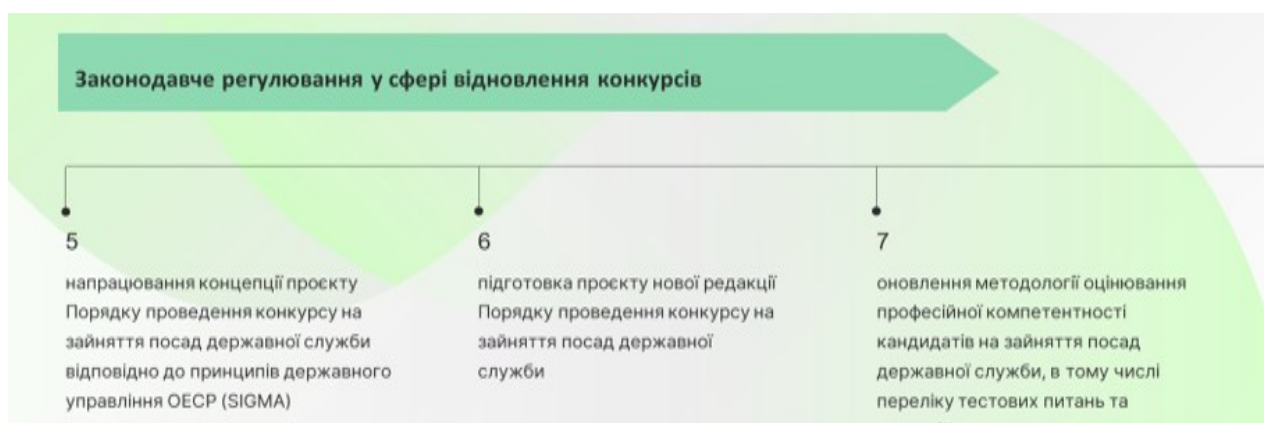 Законодавче регулювання у сфері відновлення конкурсів
5
напрацювання концепції проєкту
Порядку проведення конкурсу на
зайняття посад державної служби
відповідно до принципів державного
управління ОЕСР (SIGMA)
6
підготовка проєкту нової редакції
Порядку проведення конкурсу на
зайняття посад державної
служби
7
оновлення методології оцінювання
професійної компетентності
кандидатів на зайняття посад
державної служби, в тому числі
переліку тестових питань та